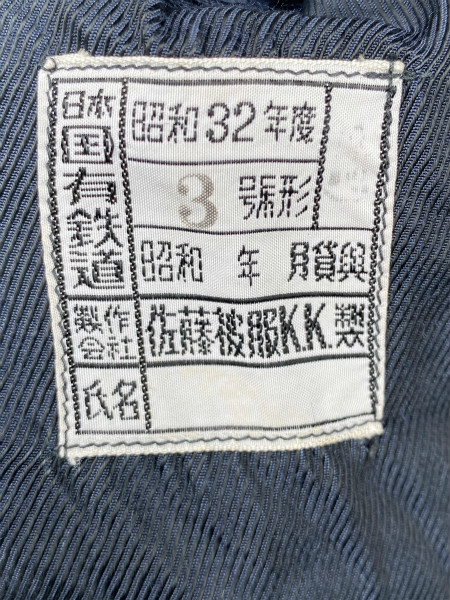 日本国有鉄道
昭和32年度
3 號形
昭和 年 月貸與
製作会社
佐藤被服K.K.製
氏名